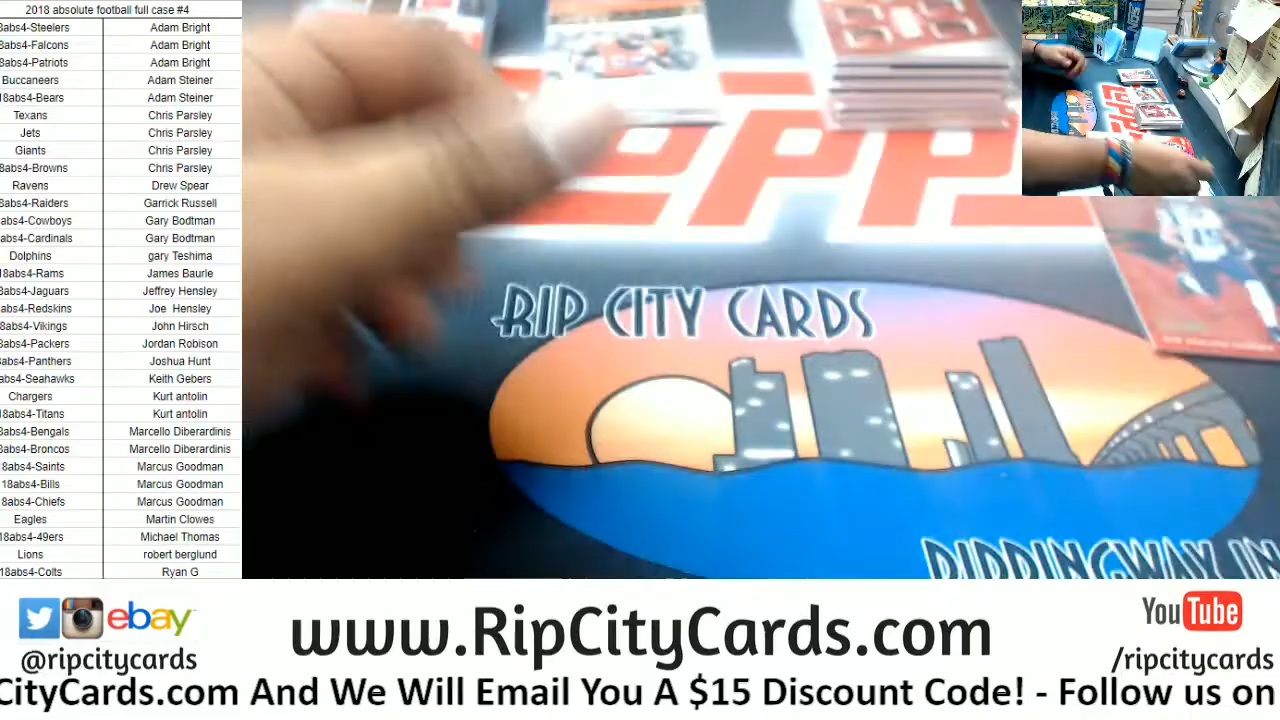 2018 absolute football full case #4
8abs4-Steelers Adam Bright
8abs4-Falcons Adam Bright
8abs4-Patriots Adam Bright
Buccaneers Adam Steiner
18abs4-Bears Adam Steiner
Texans Chris Parsley
Jets Chris Parsley
Giants Chris Parsley
8abs4-Browns Chris Parsley
Ravens Drew Spear
8abs4-Raiders Garrick Russell
abs4-Cowboys Gary Bodtman
abs4-Cardinals Gary Bodtman
Dolphins gary Teshima
18abs4-Rams James Baurle
8abs4-Jaguars Jeffrey Hensley
abs4-Redskins Joe Hensley
8abs4-Vikings John Hirsch
8abs4-Packers Jordan Robison
8abs4-Panthers Joshua Hunt
abs4-Seahawks Keith Gebers
Chargers Kurt antolin
18abs4-Titans Kurt antolin
8abs4-Bengals Marcello Diberardinis
8abs4-Broncos Marcello Diberardinis
8abs4-Saints Marcus Goodman
18abs4-Bills Marcus Goodman
8abs4-Chiefs Marcus Goodman
Eagles Martin Clowes
18abs4-49ers Michael Thomas
Lions robert berglund
18abs4-Colts Ryan G
RIP CITY CARDS
RIPPINGWAY IN
ebay
@ripcitycards
www.RipCityCards.com
YouTube
/ripcitycards
CityCards.com And We Will Email You A $15 Discount Code! - Follow us on